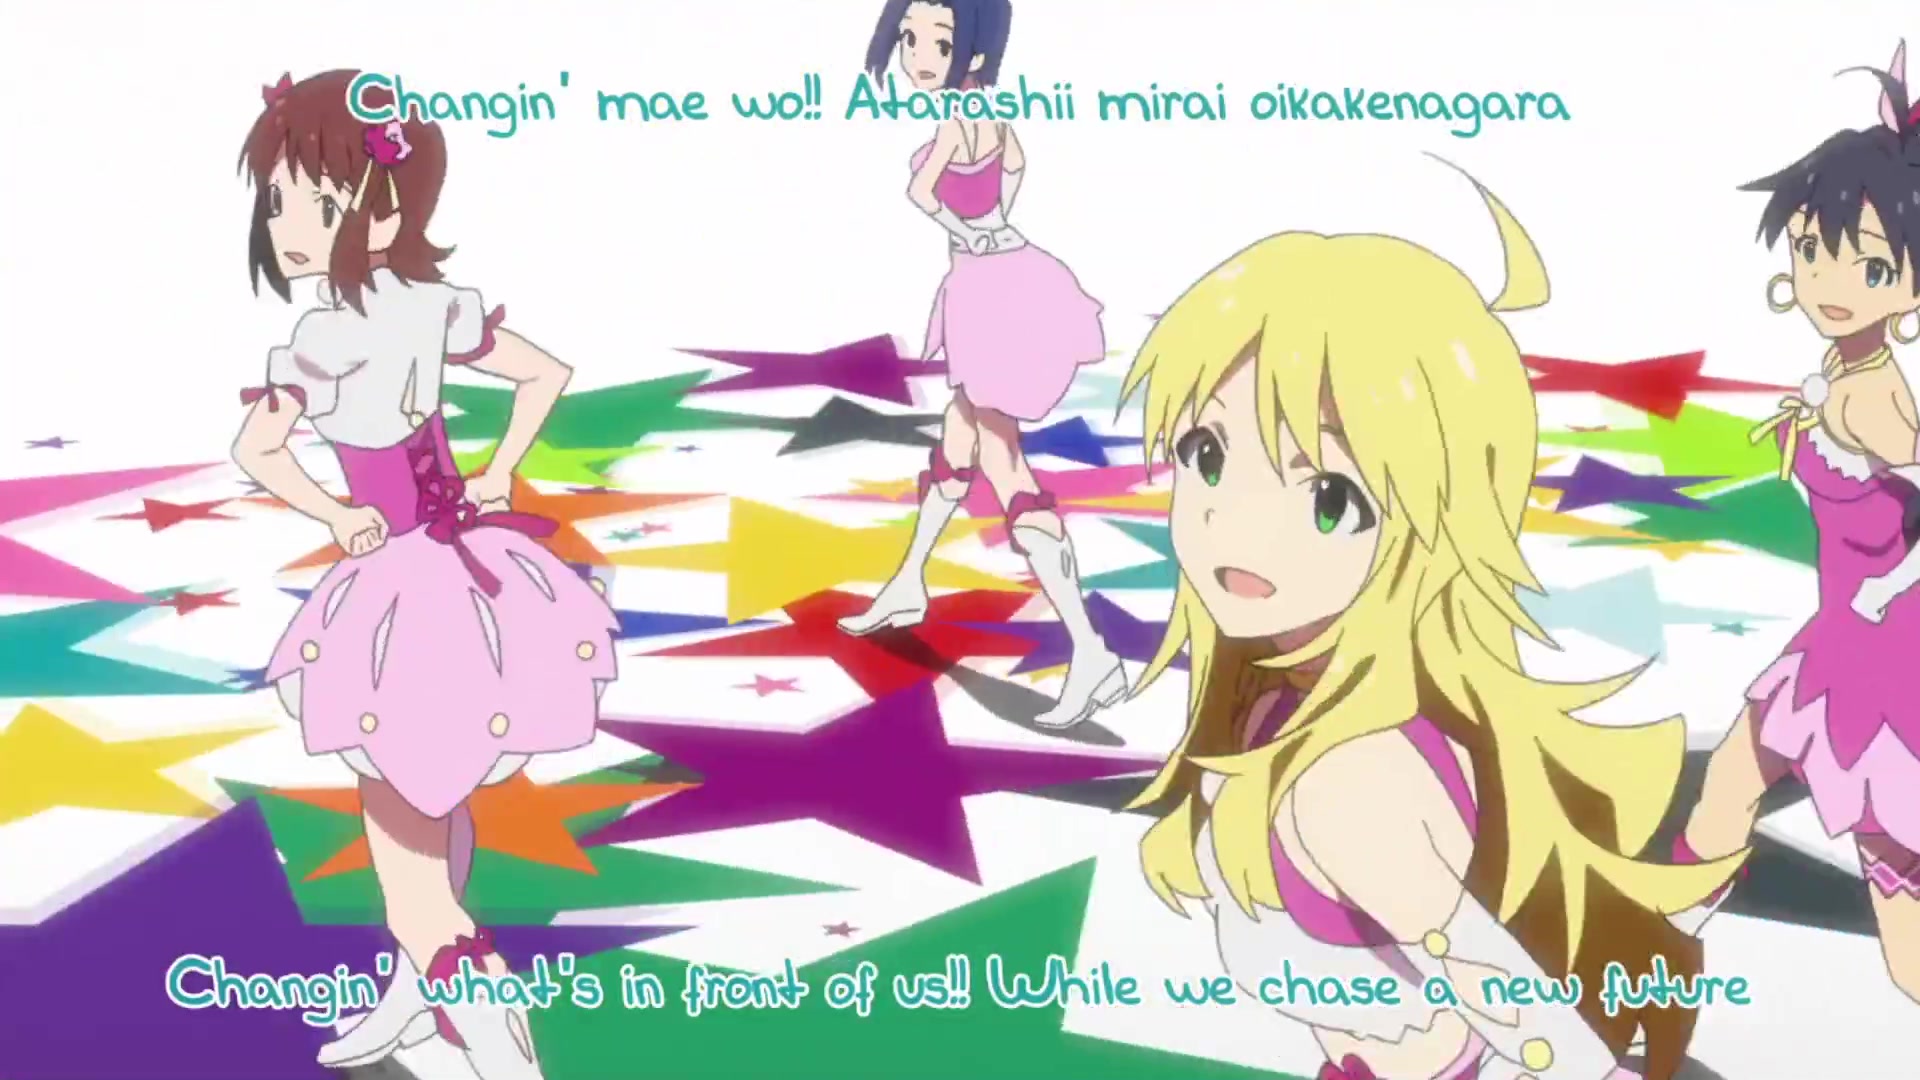 Changin' mae wo!! Atarashii mirai oikakenagara
Changin' what's in front of us!! While we chase a new future